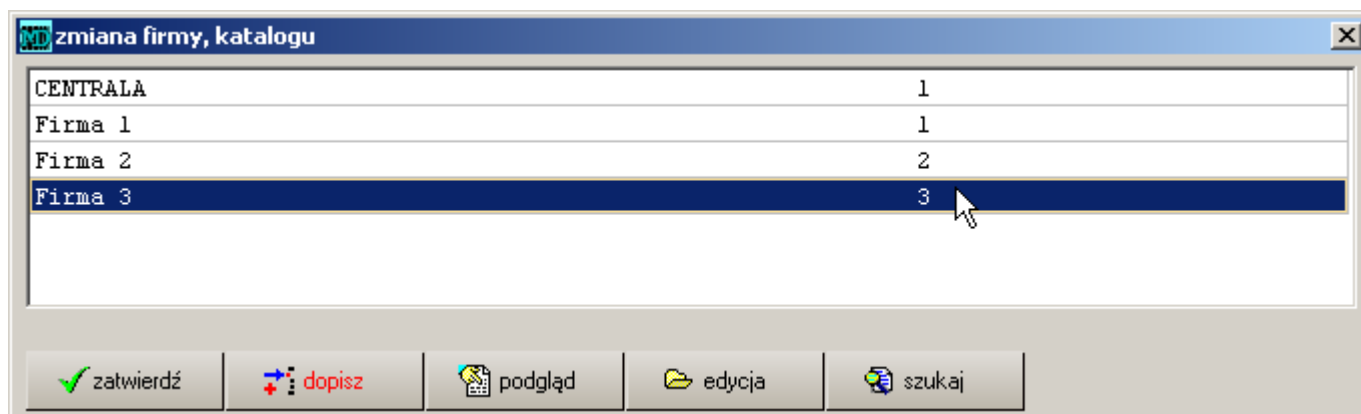 MD zmiana firmy, katalogu
CENTRALA 1
Firma 1 1
Firma 2 2
Firma 3 3
zatwierdź dopisz podgląd edycja szukaj